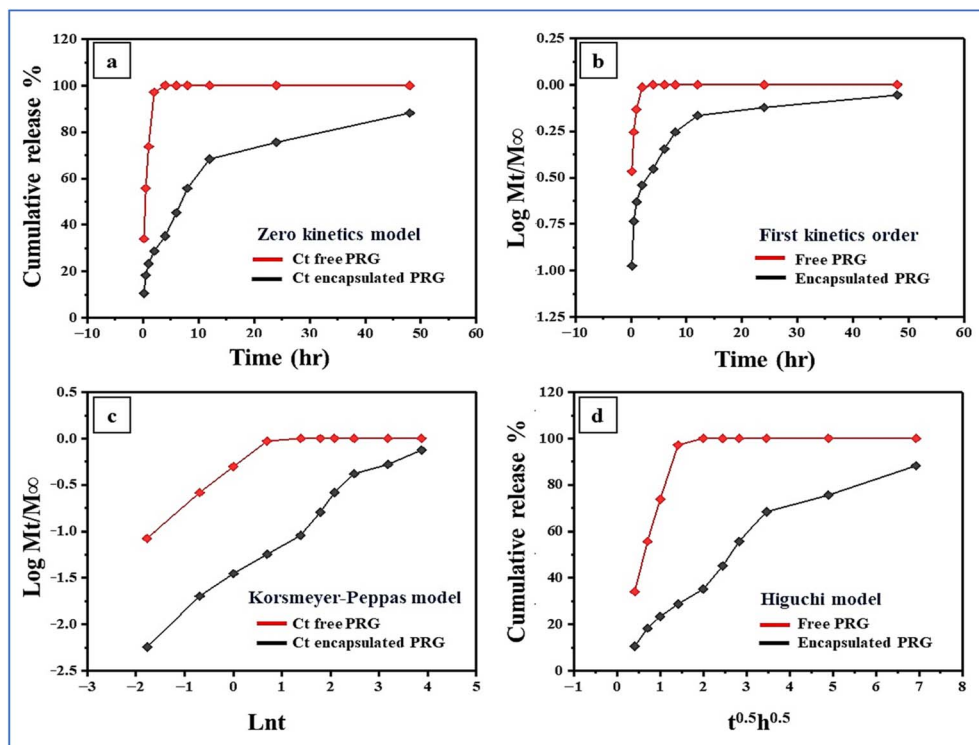 a
120
100
80
60
40
20
0
Cumulative release %
Zero kinetics model
Ct free PRG
Ct encapsulated PRG
−10 0 10 20 30 40 50 60
Time (hr)
b
0.25
0.00
0.25
0.50
0.75
1.00
1.25
Log Mt/M∞
First kinetics order
Free PRG
Encapsulated PRG
−10 0 10 20 30 40 50 60
Time (hr)
c
0.5
0.0
−0.5
−1.0
−1.5
−2.0
−2.5
Log Mt/M∞
Korsmeyer-Peppas model
Ct free PRG
Ct encapsulated PRG
−3 −2 −1 0 1 2 3 4 5
Lnt
d
120
100
80
60
40
20
0
Cumulative release %
Higuchi model
Free PRG
Encapsulated PRG
−1 0 1 2 3 4 5 6 7 8
t⁰·⁵h⁰·⁵